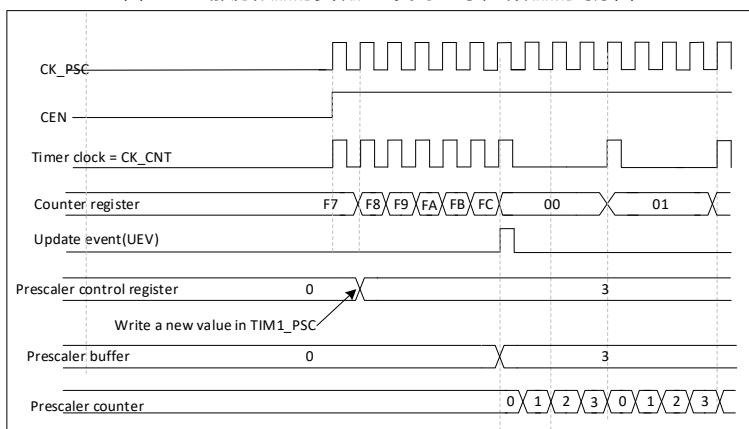 CK_PSC
CEN
Timer clock = CK_CNT
Counter register F7 F8 F9 FA FB FC 00 01
Update event(UEV)
Prescaler control register 0 3
Write a new value in TIM1_PSC
Prescaler buffer 0 3
Prescaler counter 0 1 2 3 0 1 2 3